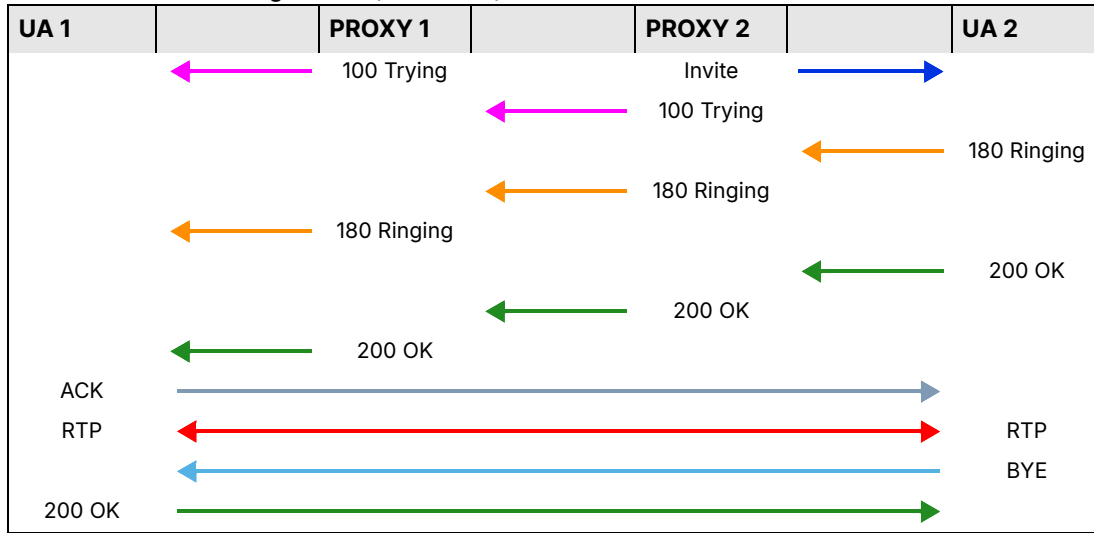 UA 1 PROXY 1 PROXY 2 UA 2
100 Trying Invite
100 Trying
180 Ringing
180 Ringing
180 Ringing
200 OK
200 OK
200 OK
ACK
RTP RTP
BYE
200 OK